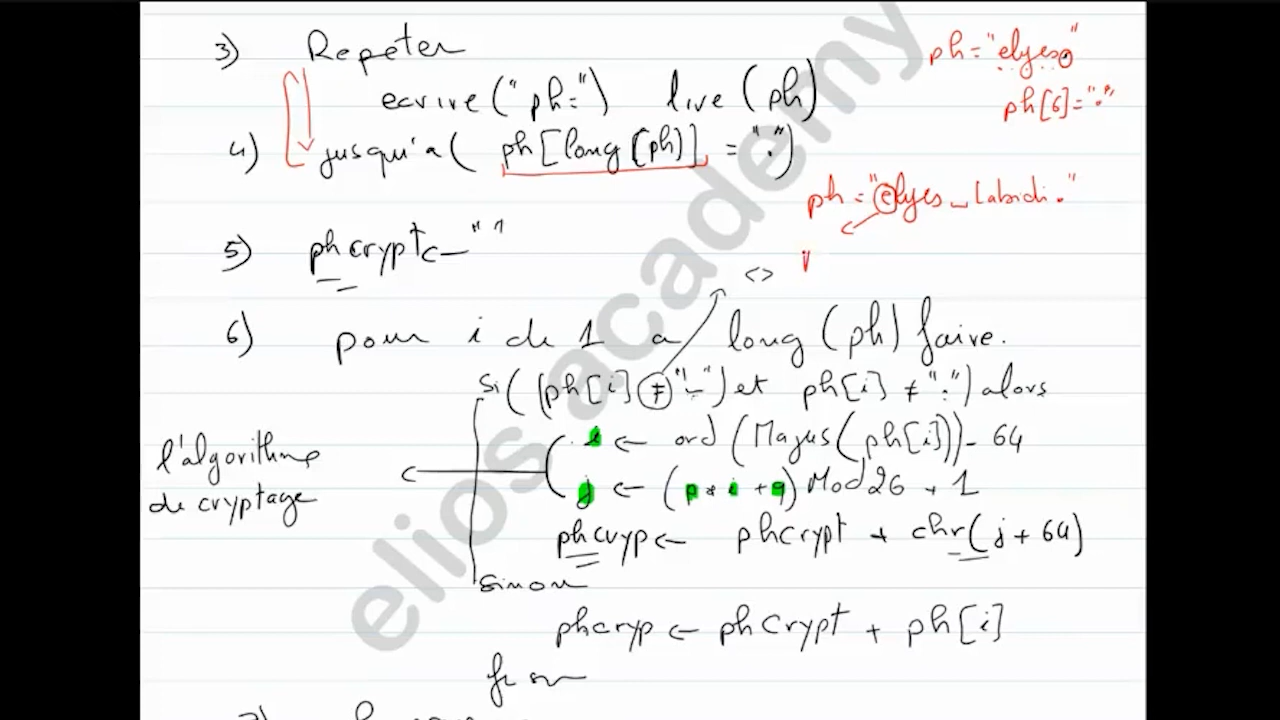 3) Repeter
ecrire ("ph=") lire (ph)
4) jusqu'a ( ph[long(ph)] = ".")
5) phcrypt ← " "
6) pour i de 1 a long (ph) faire.
<>
Si ( (ph[i] ≠ "_") et ph[i] ≠ ".") alors
i ← ord (Majus(ph[i])) - 64
j ← (p * i + q) Mod 26 + 1
phcryp ← phcrypt + chr(j + 64)
Sinon
phcryp ← phcrypt + ph[i]
fin
l'algorithme
de cryptage
ph = "elyes."
ph[6] = "."
ph = "elyes_Labidi."
elios academy